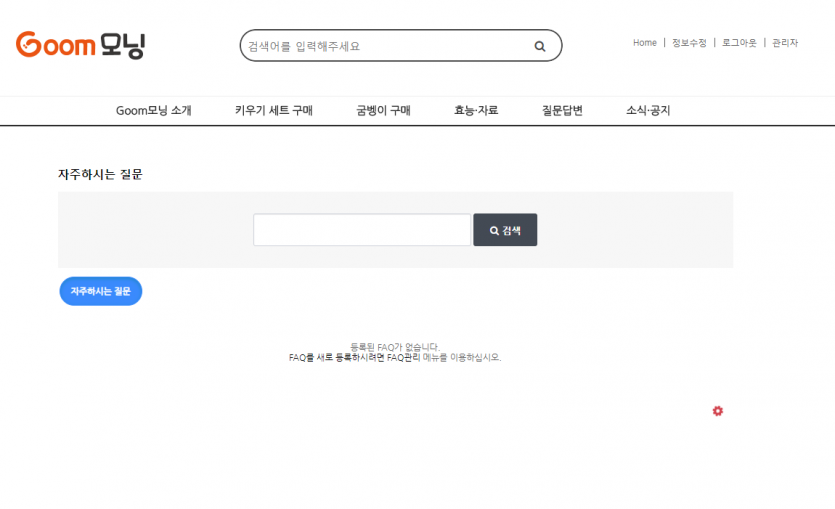 Goom 모닝
검색어를 입력해주세요
Home | 정보수정 | 로그아웃 | 관리자
Goom모닝 소개 키우기 세트 구매 굼벵이 구매 효능·자료 질문답변 소식·공지
자주하시는 질문
검색
자주하시는 질문
등록된 FAQ가 없습니다.
FAQ를 새로 등록하시려면 FAQ관리 메뉴를 이용하십시오.